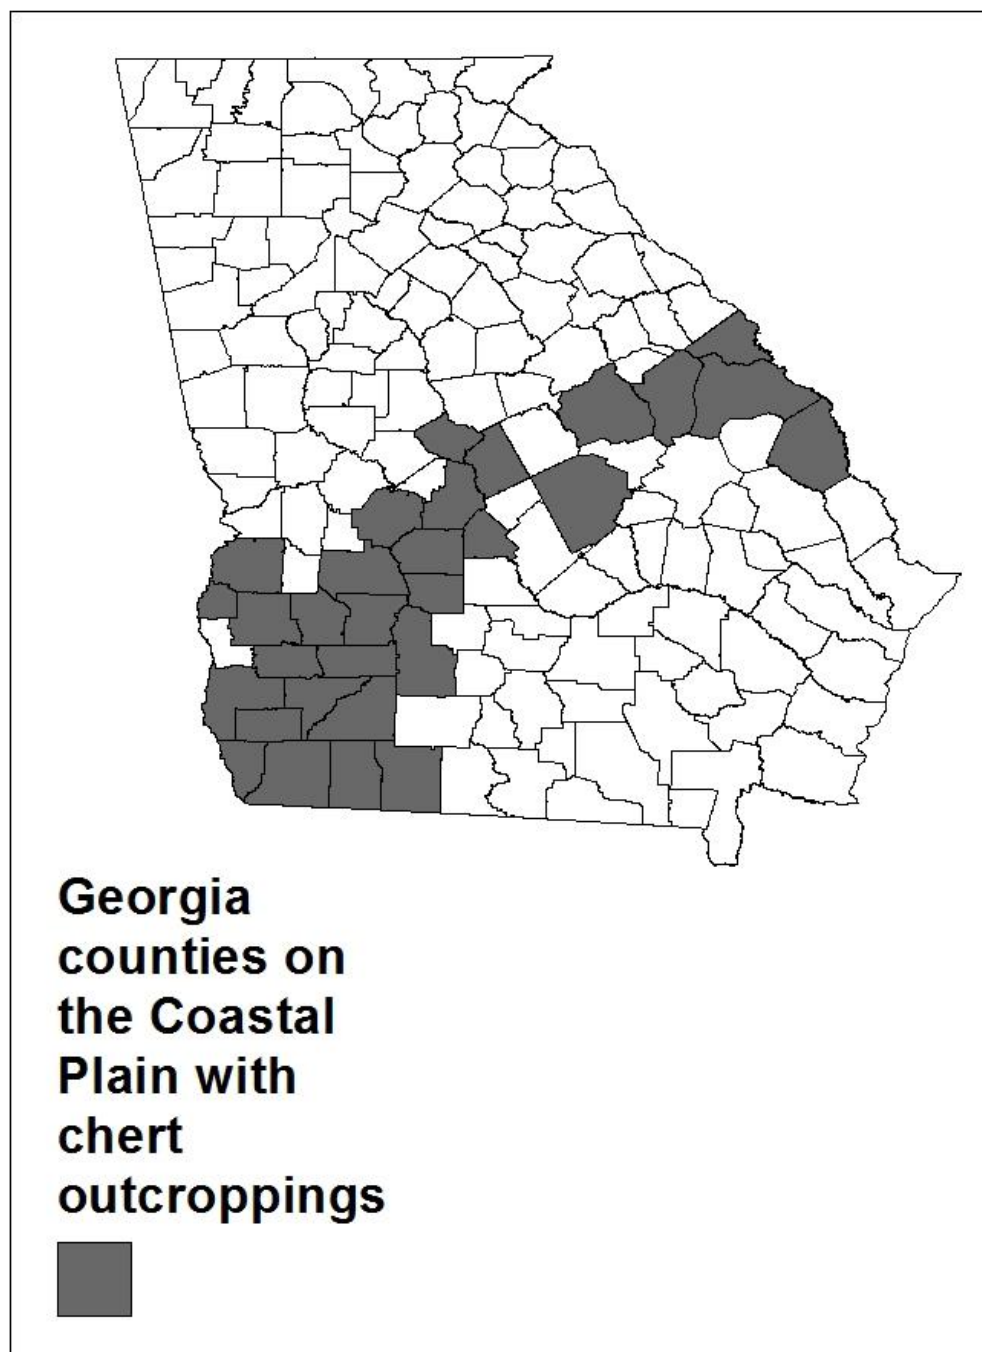 Georgia
counties on
the Coastal
Plain with
chert
outcroppings